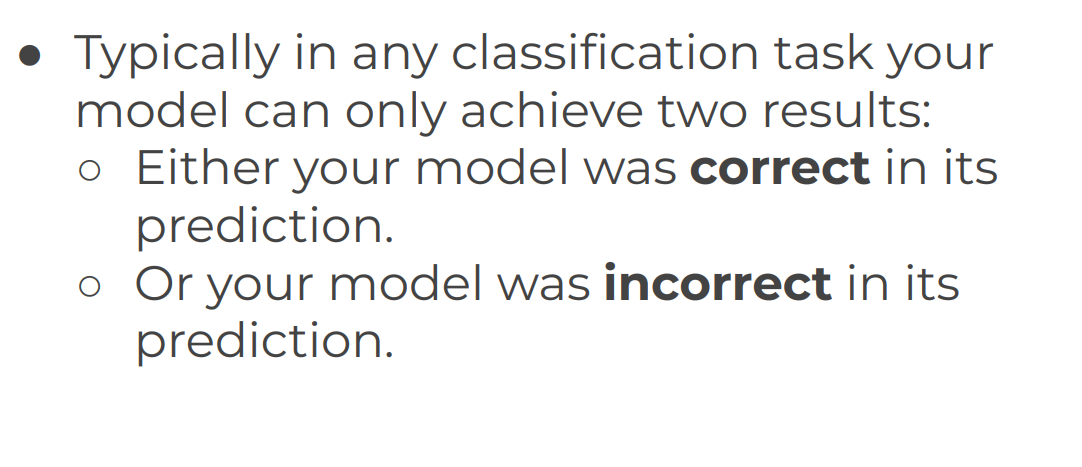 ● Typically in any classification task your
model can only achieve two results:
○ Either your model was correct in its
prediction.
○ Or your model was incorrect in its
prediction.